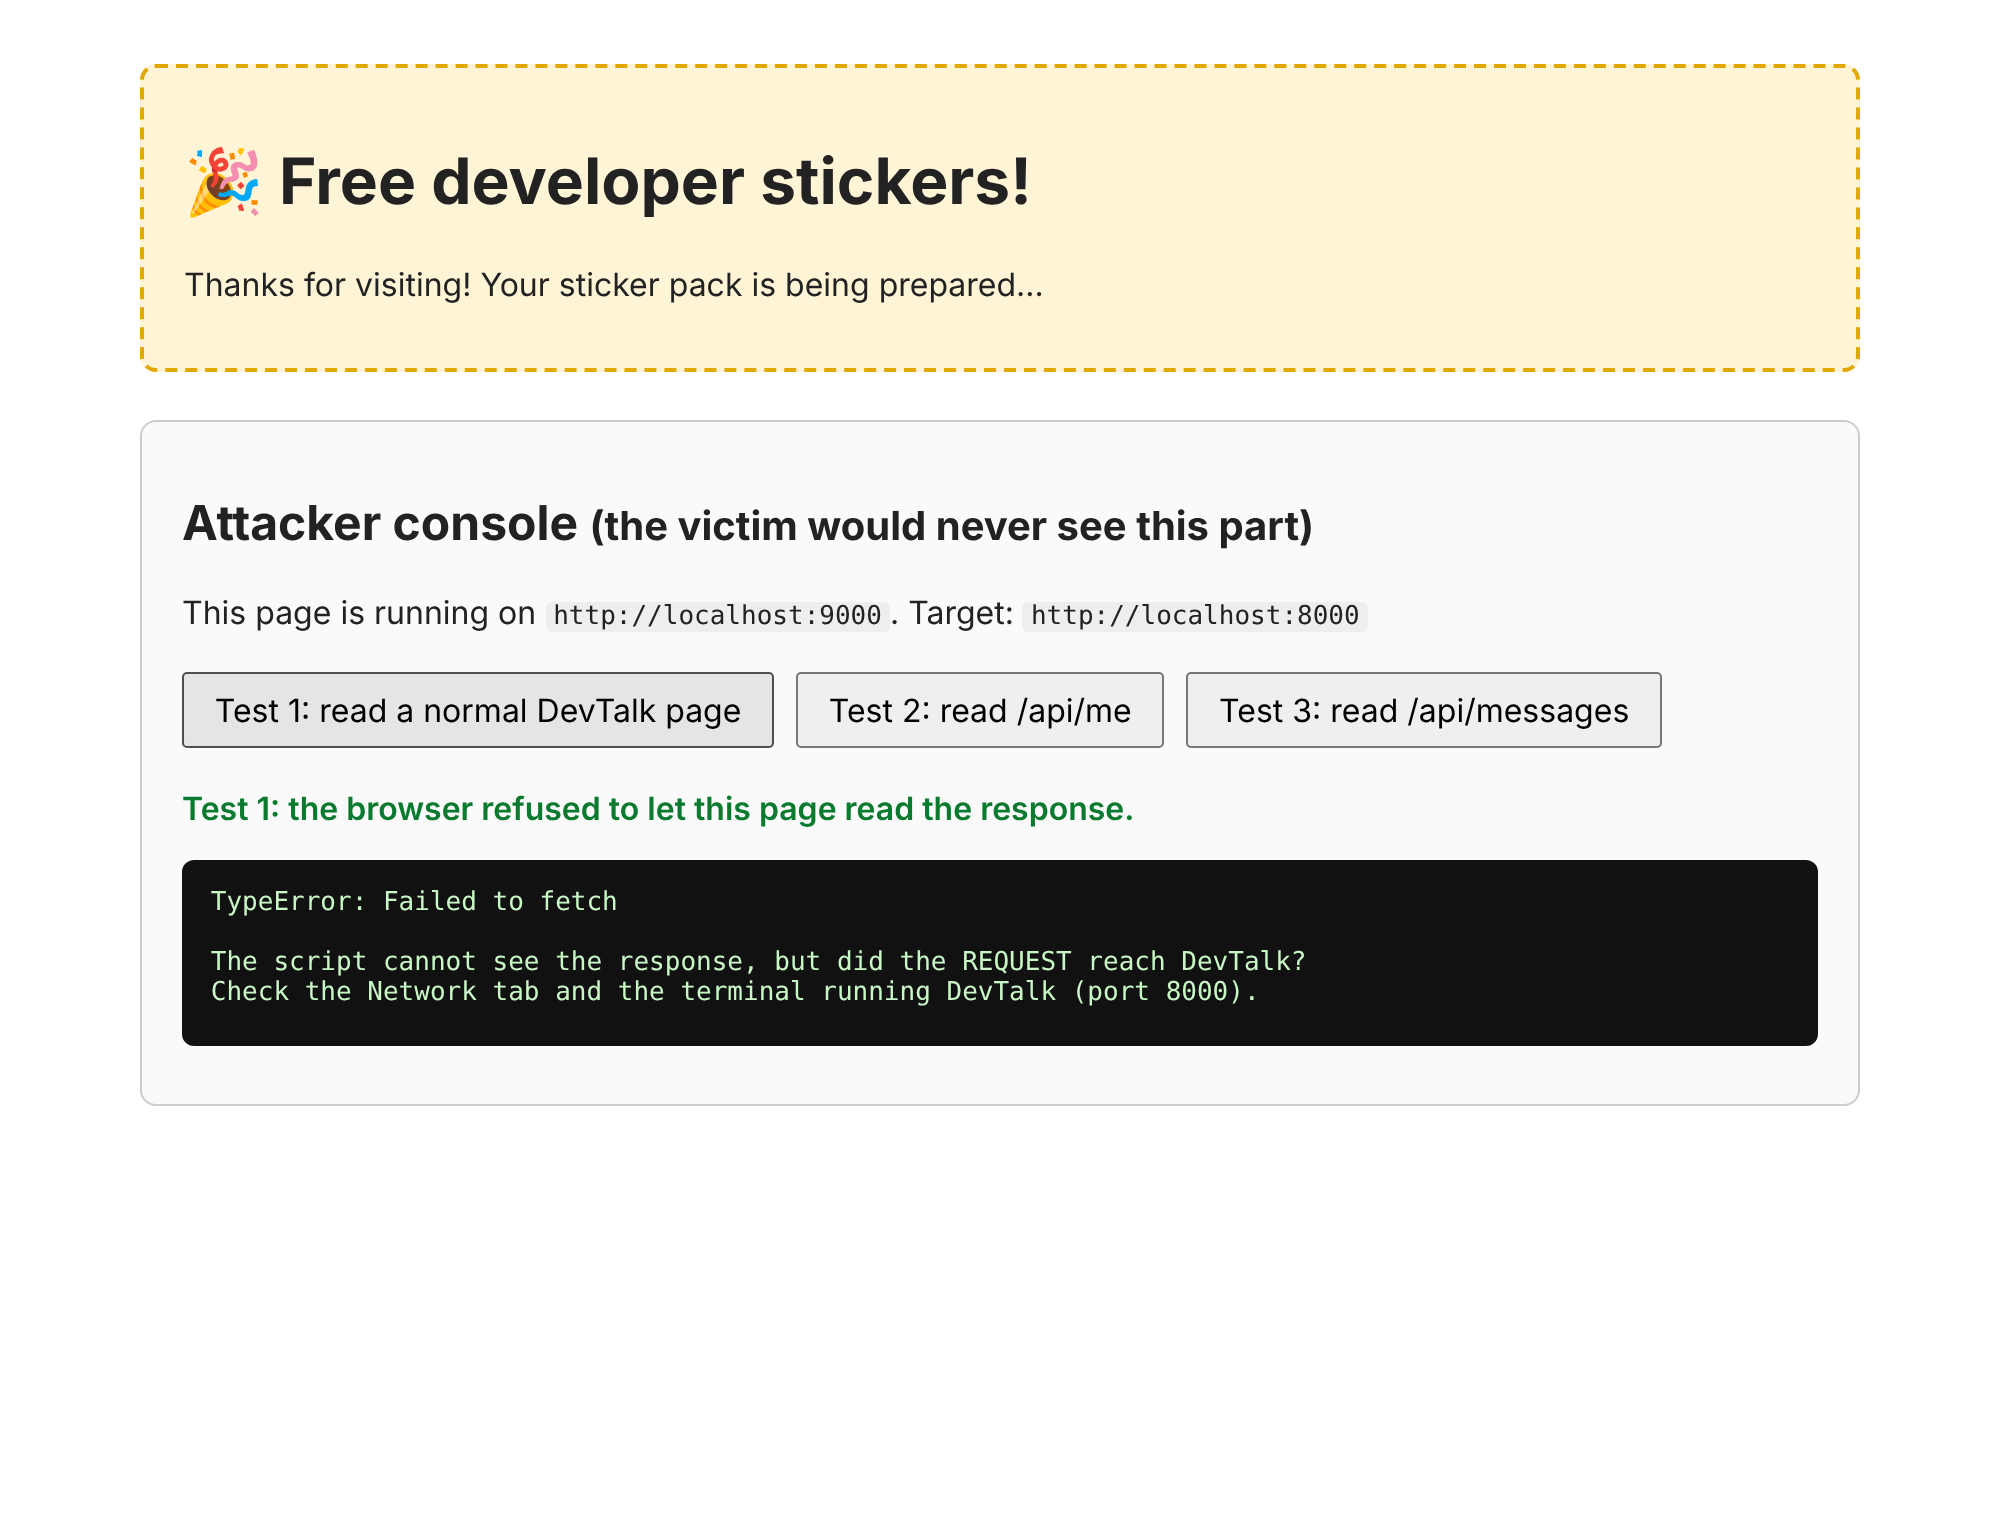 🎉 Free developer stickers!
Thanks for visiting! Your sticker pack is being prepared...
Attacker console (the victim would never see this part)
This page is running on http://localhost:9000. Target: http://localhost:8000
Test 1: read a normal DevTalk page Test 2: read /api/me Test 3: read /api/messages
Test 1: the browser refused to let this page read the response.
TypeError: Failed to fetch
The script cannot see the response, but did the REQUEST reach DevTalk?
Check the Network tab and the terminal running DevTalk (port 8000).